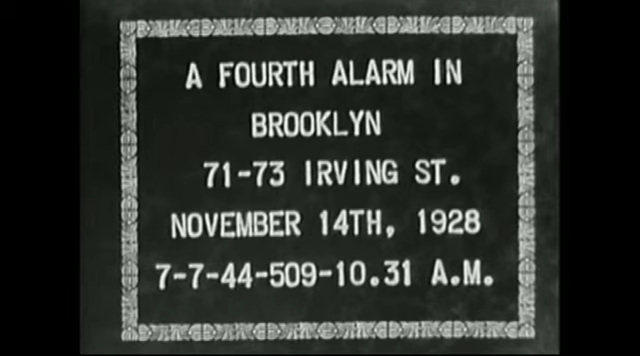 A FOURTH ALARM IN
BROOKLYN
71-73 IRVING ST.
NOVEMBER 14TH, 1928
7-7-44-509-10.31 A.M.